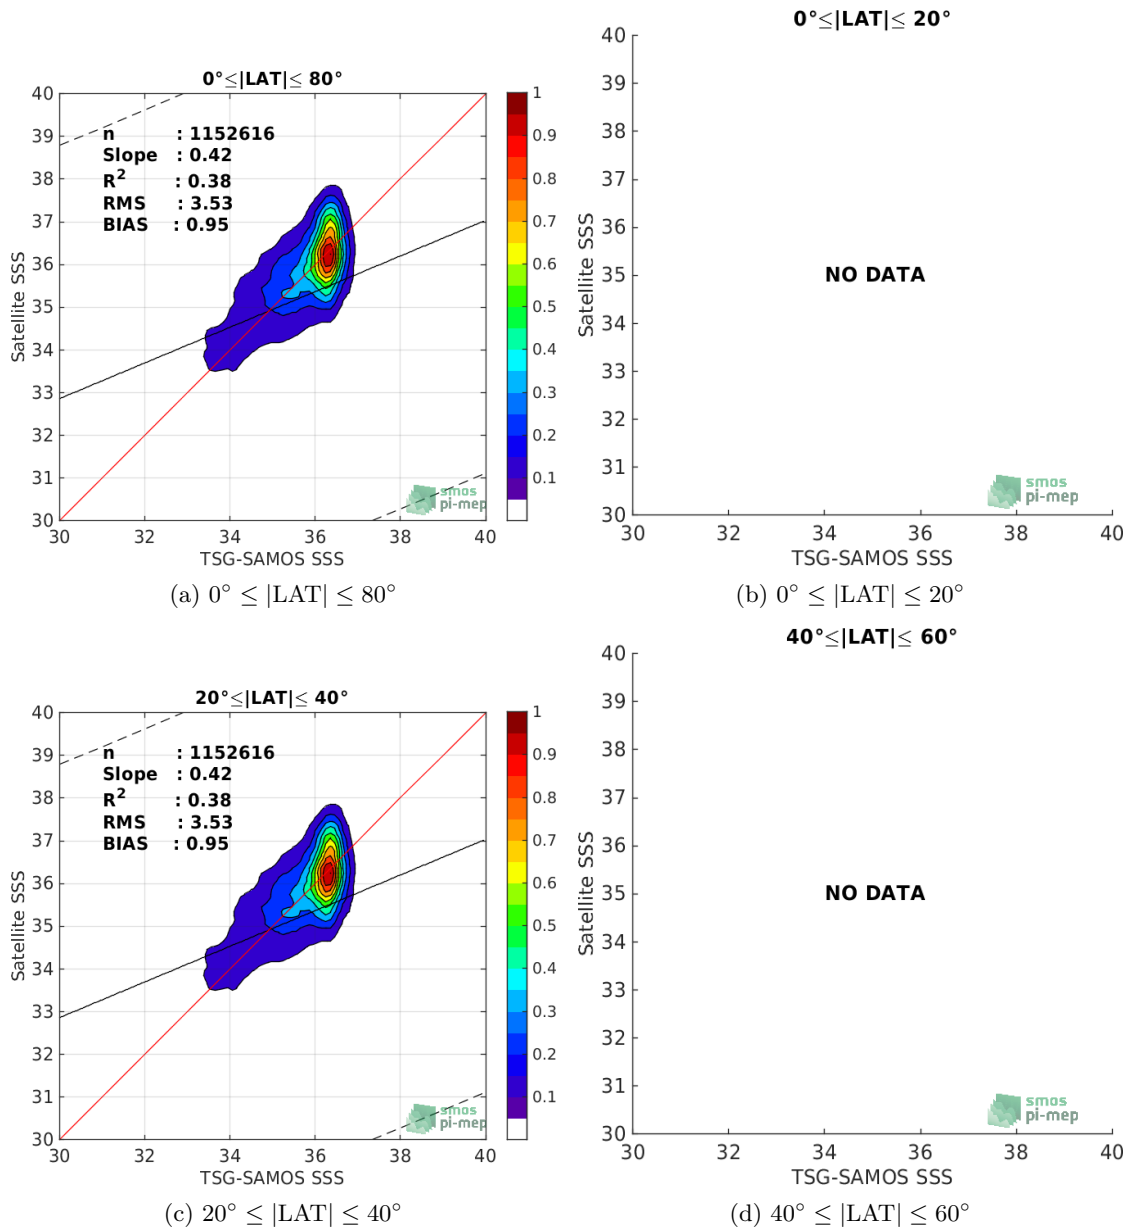 0°≤|LAT|≤ 80°
40
39
38
37
36
35
34
33
32
31
30
Satellite SSS
n : 1152616
Slope : 0.42
R² : 0.38
RMS : 3.53
BIAS : 0.95
1
0.9
0.8
0.7
0.6
0.5
0.4
0.3
0.2
0.1
smos
pi-mep
30 32 34 36 38 40
TSG-SAMOS SSS
(a) 0° ≤ |LAT| ≤ 80°
0°≤|LAT|≤ 20°
40
39
38
37
36
35
34
33
32
31
30
Satellite SSS
NO DATA
smos
pi-mep
30 32 34 36 38 40
TSG-SAMOS SSS
(b) 0° ≤ |LAT| ≤ 20°
20°≤|LAT|≤ 40°
40
39
38
37
36
35
34
33
32
31
30
Satellite SSS
n : 1152616
Slope : 0.42
R² : 0.38
RMS : 3.53
BIAS : 0.95
1
0.9
0.8
0.7
0.6
0.5
0.4
0.3
0.2
0.1
smos
pi-mep
30 32 34 36 38 40
TSG-SAMOS SSS
(c) 20° ≤ |LAT| ≤ 40°
40°≤|LAT|≤ 60°
40
39
38
37
36
35
34
33
32
31
30
Satellite SSS
NO DATA
smos
pi-mep
30 32 34 36 38 40
TSG-SAMOS SSS
(d) 40° ≤ |LAT| ≤ 60°